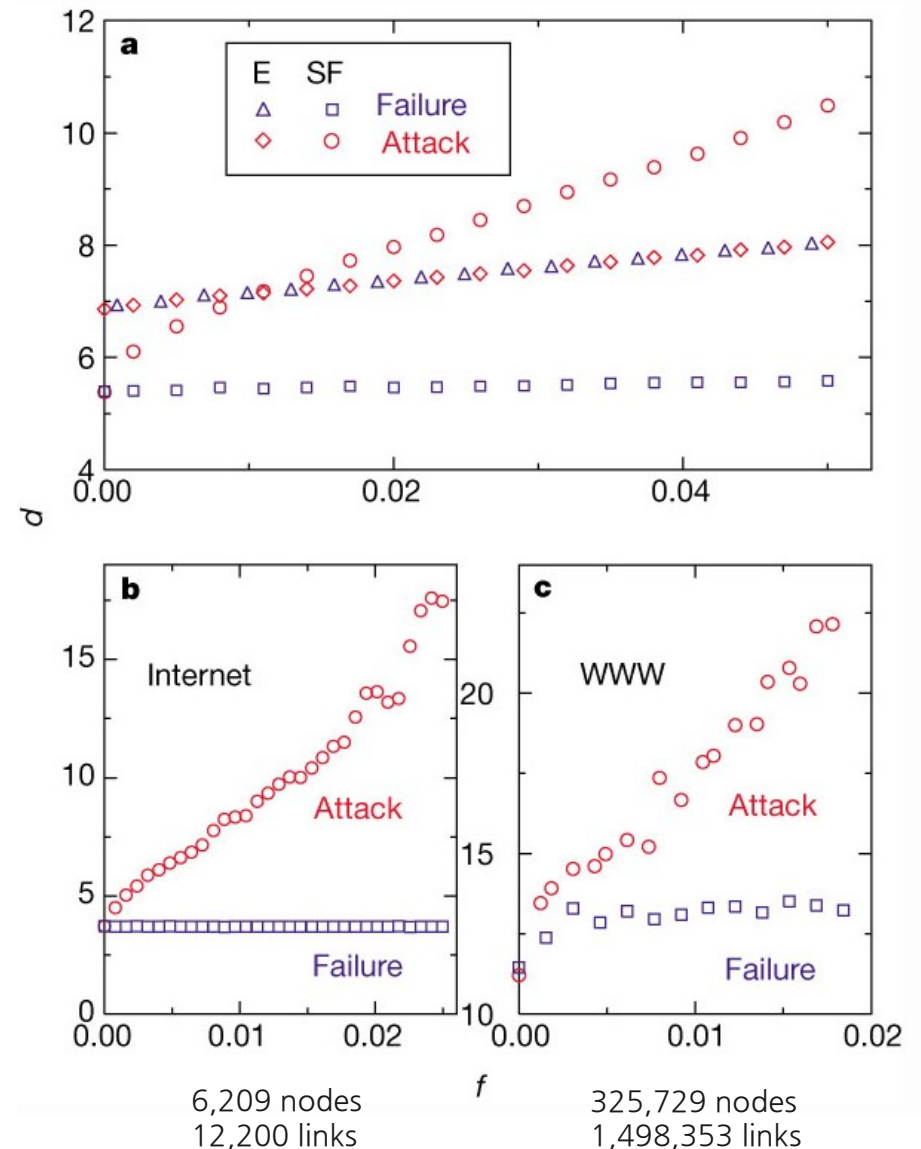 12
a
E SF
Failure
Attack
10
8
6
4
0.00 0.02 0.04
d
b
Internet
15
10
Attack
5
Failure
0
0.00 0.01 0.02
c
WWW
20
Attack
15
Failure
10
0.00 0.01 0.02
f
6,209 nodes
12,200 links
325,729 nodes
1,498,353 links